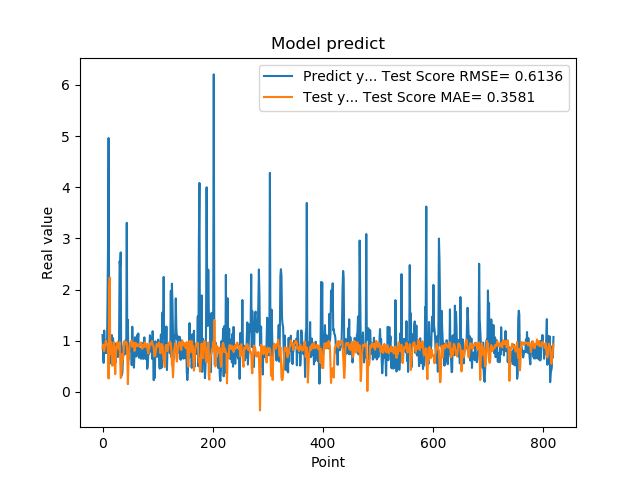 Model predict
Predict y... Test Score RMSE= 0.6136
Test y... Test Score MAE= 0.3581
Real value
6
5
4
3
2
1
0
0 200 400 600 800
Point